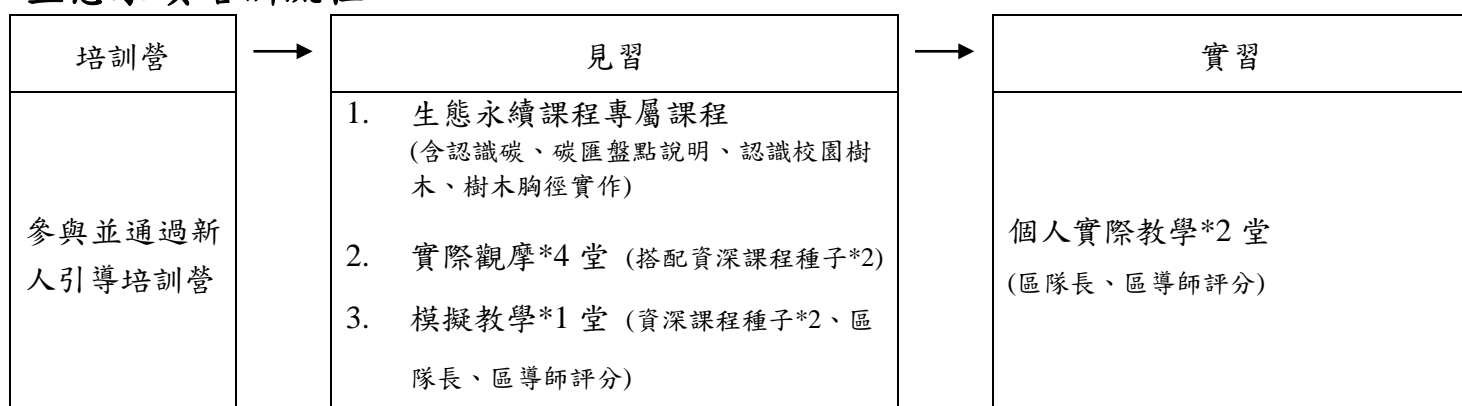 培訓營
見習
實習
參與並通過新
人引導培訓營
1. 生態永續課程專屬課程
(含認識碳、碳匯盤點說明、認識校園樹
木、樹木胸徑實作)
2. 實際觀摩*4 堂 (搭配資深課程種子*2)
3. 模擬教學*1 堂 (資深課程種子*2、區
隊長、區導師評分)
個人實際教學*2 堂
(區隊長、區導師評分)